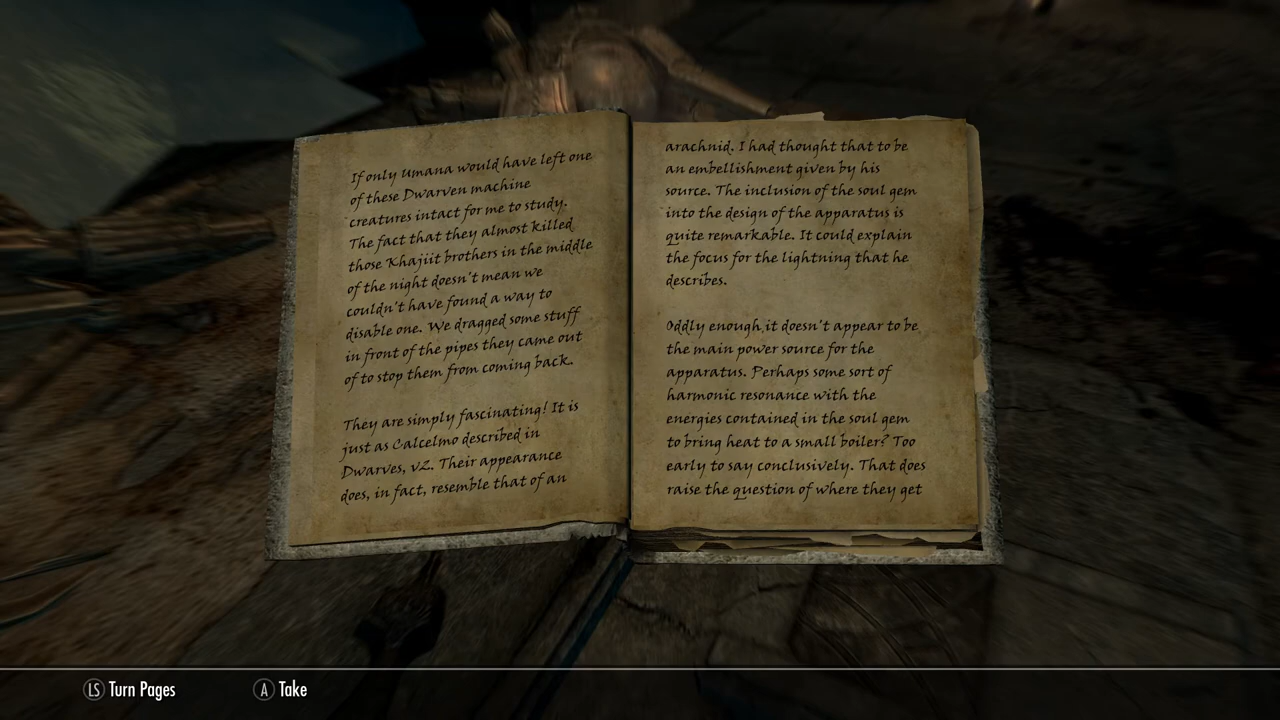 If only Umana would have left one
of these Dwarven machine
creatures intact for me to study.
The fact that they almost killed
those Khajiit brothers in the middle
of the night doesn't mean we
couldn't have found a way to
disable one. We dragged some stuff
in front of the pipes they came out
of to stop them from coming back.
They are simply fascinating! It is
just as Calcelmo described in
Dwarves, v2. Their appearance
does, in fact, resemble that of an
arachnid. I had thought that to be
an embellishment given by his
source. The inclusion of the soul gem
into the design of the apparatus is
quite remarkable. It could explain
the focus for the lightning that he
describes.
Oddly enough,it doesn't appear to be
the main power source for the
apparatus. Perhaps some sort of
harmonic resonance with the
energies contained in the soul gem
to bring heat to a small boiler? Too
early to say conclusively. That does
raise the question of where they get
LS Turn Pages
A Take